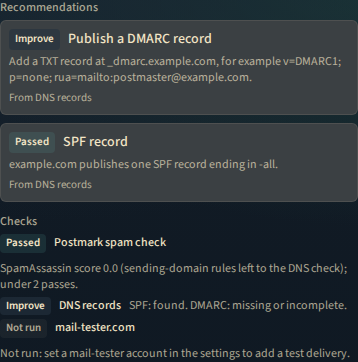 Recommendations
Improve Publish a DMARC record
Add a TXT record at _dmarc.example.com, for example v=DMARC1;
p=none; rua=mailto:postmaster@example.com.
From DNS records
Passed SPF record
example.com publishes one SPF record ending in -all.
From DNS records
Checks
Passed Postmark spam check
SpamAssassin score 0.0 (sending-domain rules left to the DNS check);
under 2 passes.
Improve DNS records SPF: found. DMARC: missing or incomplete.
Not run mail-tester.com
Not run: set a mail-tester account in the settings to add a test delivery.